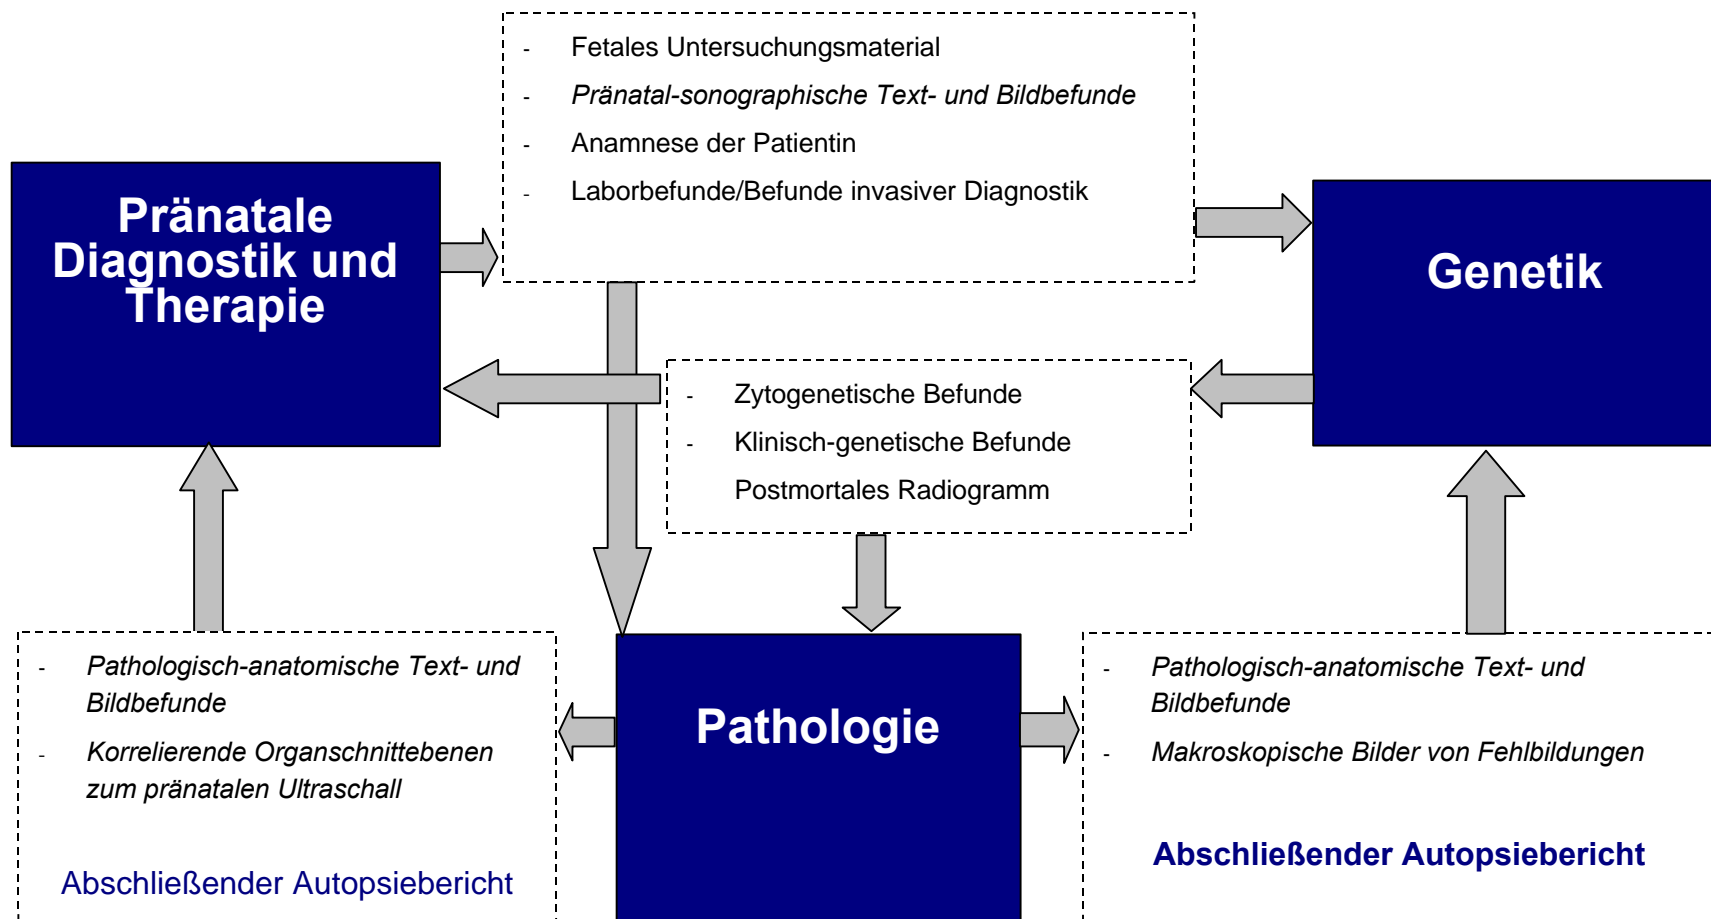 - Fetales Untersuchungsmaterial
- Pränatal-sonographische Text- und Bildbefunde
- Anamnese der Patientin
- Laborbefunde/Befunde invasiver Diagnostik
Pränatale
Diagnostik und
Therapie
Genetik
- Zytogenetische Befunde
- Klinisch-genetische Befunde
Postmortales Radiogramm
- Pathologisch-anatomische Text- und
Bildbefunde
- Korrelierende Organschnittebenen
zum pränatalen Ultraschall
Abschließender Autopsiebericht
Pathologie
- Pathologisch-anatomische Text- und
Bildbefunde
- Makroskopische Bilder von Fehlbildungen
Abschließender Autopsiebericht